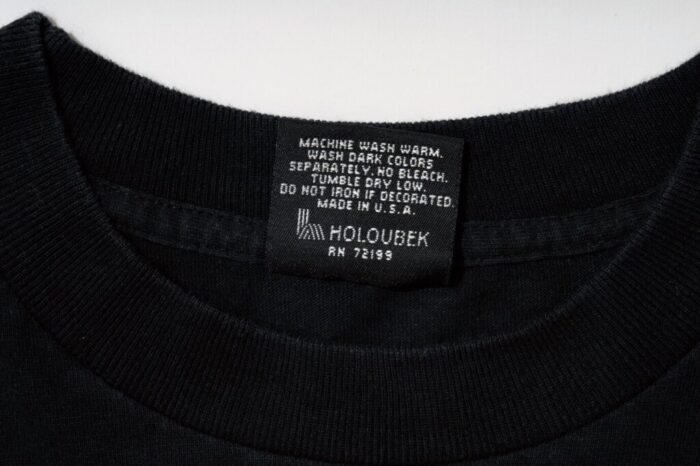 MACHINE WASH WARM.
WASH DARK COLORS
SEPARATELY. NO BLEACH.
TUMBLE DRY LOW.
DO NOT IRON IF DECORATED.
MADE IN U.S.A.
HOLOUBEK
RN 72199